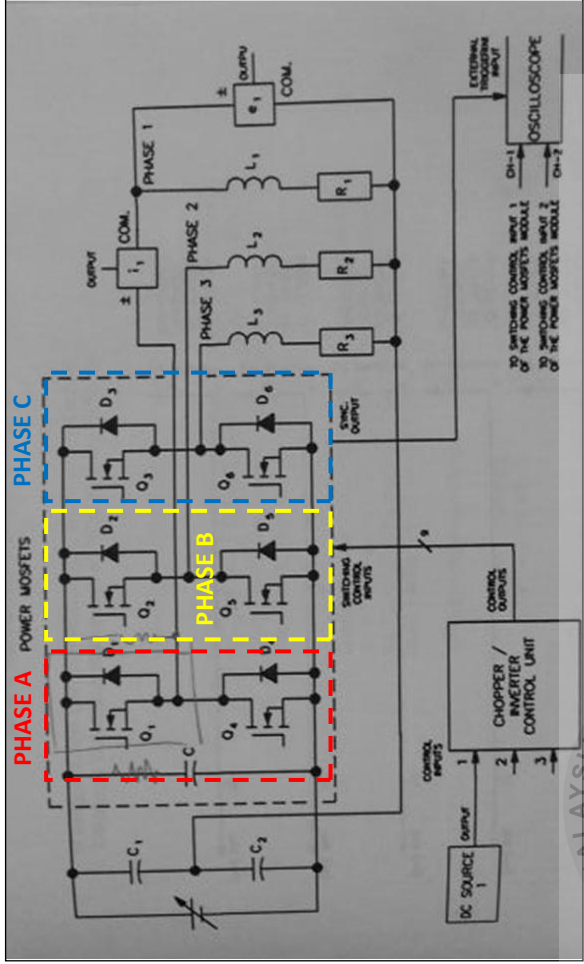 PHASE A
PHASE B
PHASE C
POWER MOSFETS
Q₁
D₁
Q₂
D₂
Q₃
D₃
Q₄
Q₅
D₅
Q₆
D₆
C
C₁
C₂
OUTPUT
± i₁ COM.
PHASE 1
PHASE 2
PHASE 3
L₁
L₂
L₃
R₁
R₂
R₃
OUTPU
± e₁ COM.
SWITCHING
CONTROL
INPUTS
SYNC.
OUTPUT
9
CONTROL
OUTPUTS
CHOPPER /
INVERTER
CONTROL UNIT
CONTROL
INPUTS
1
2
3
OUTPUT
DC SOURCE
1
EXTERNAL
TRIGGERING
INPUT
OSCILLOSCOPE
CH-1
CH-2
TO SWITCHING CONTROL INPUT 1
OF THE POWER MOSFETS MODULE
TO SWITCHING CONTROL INPUT 2
OF THE POWER MOSFETS MODULE